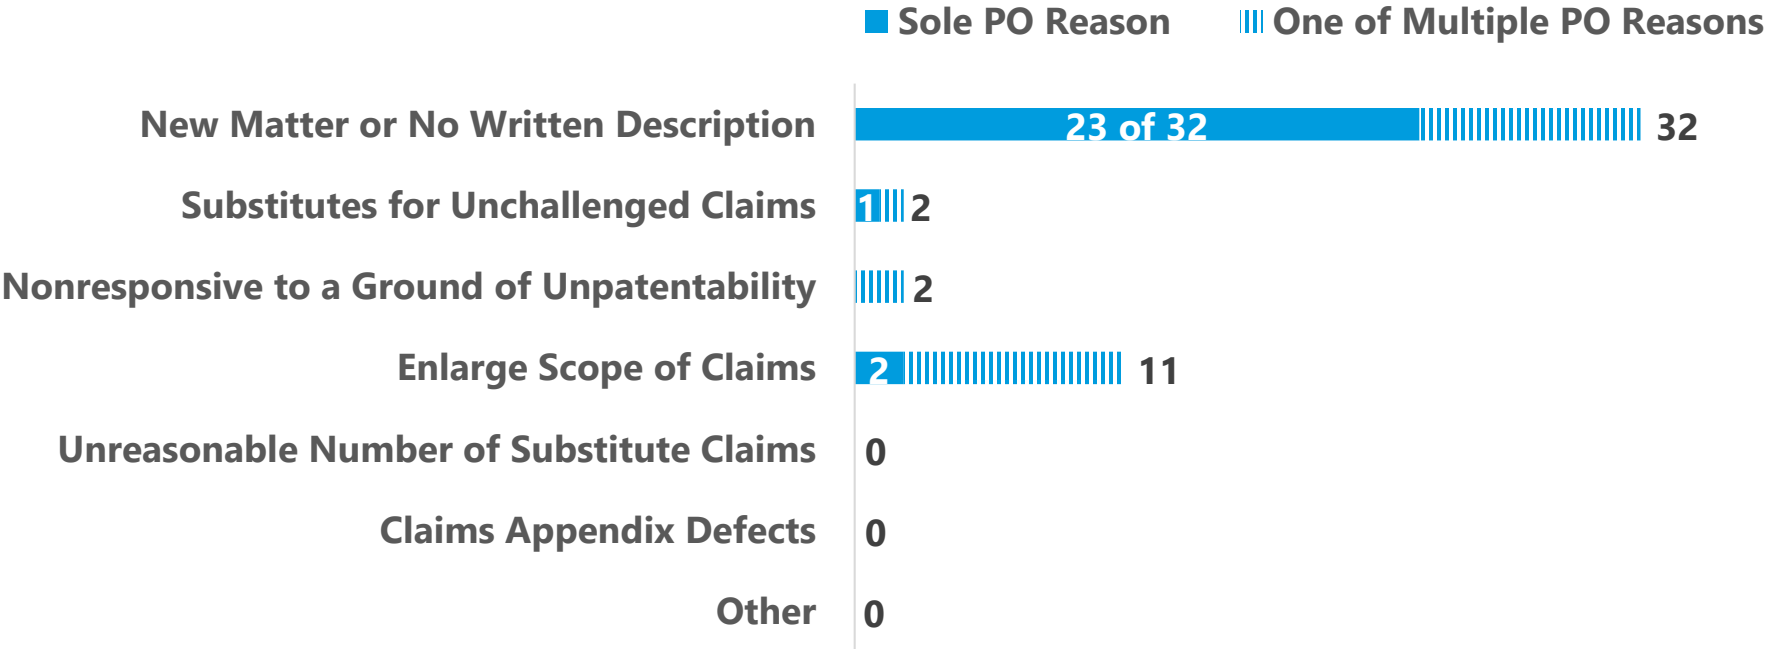 Sole PO Reason One of Multiple PO Reasons
New Matter or No Written Description 23 of 32 32
Substitutes for Unchallenged Claims 1 2
Nonresponsive to a Ground of Unpatentability 2
Enlarge Scope of Claims 2 11
Unreasonable Number of Substitute Claims 0
Claims Appendix Defects 0
Other 0